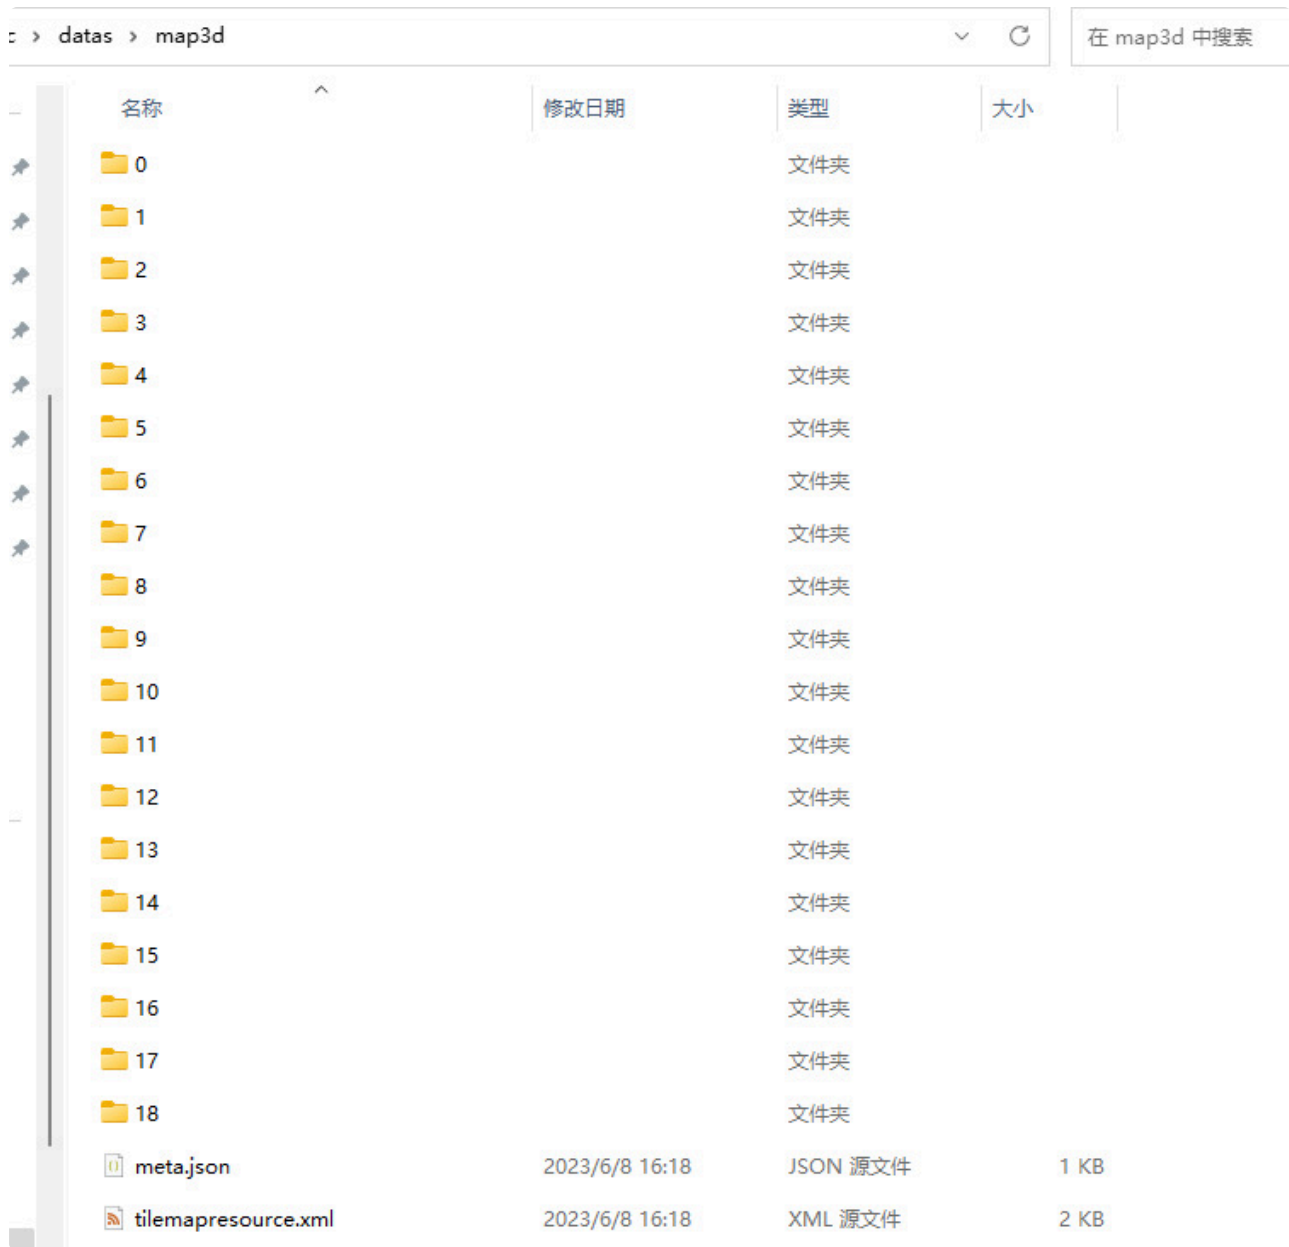 c > datas > map3d 在 map3d 中搜索
名称 修改日期 类型 大小
0 文件夹
1 文件夹
2 文件夹
3 文件夹
4 文件夹
5 文件夹
6 文件夹
7 文件夹
8 文件夹
9 文件夹
10 文件夹
11 文件夹
12 文件夹
13 文件夹
14 文件夹
15 文件夹
16 文件夹
17 文件夹
18 文件夹
meta.json 2023/6/8 16:18 JSON 源文件 1 KB
tilemapresource.xml 2023/6/8 16:18 XML 源文件 2 KB